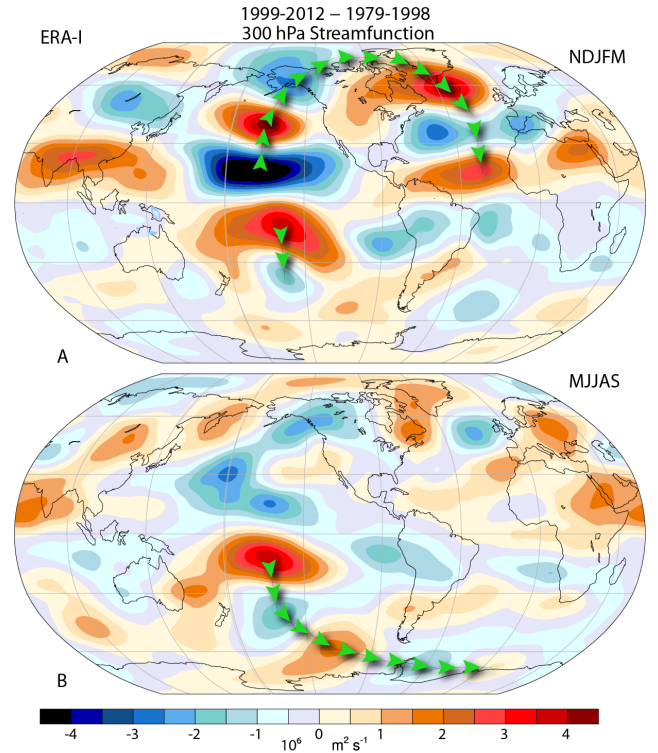 1999-2012 – 1979-1998
300 hPa Streamfunction
ERA-I
NDJFM
A
MJJAS
B
-4 -3 -2 -1 0 1 2 3 4
10⁶ m² s⁻¹